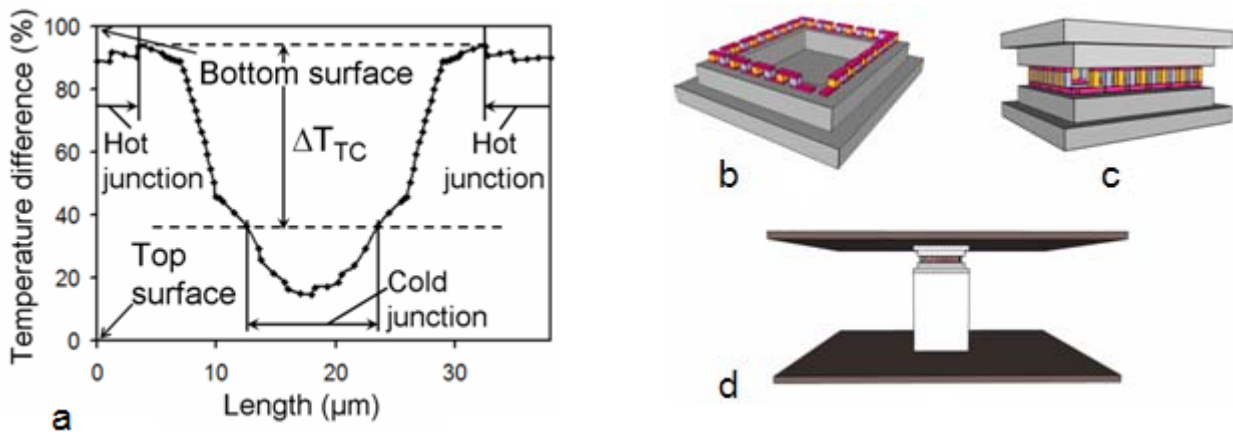 Temperature difference (%)
100
80
60
40
20
0
Bottom surface
Hot
junction
ΔT_TC
Hot
junction
Top
surface
Cold
junction
0
10
20
30
Length (µm)
a
b
c
d